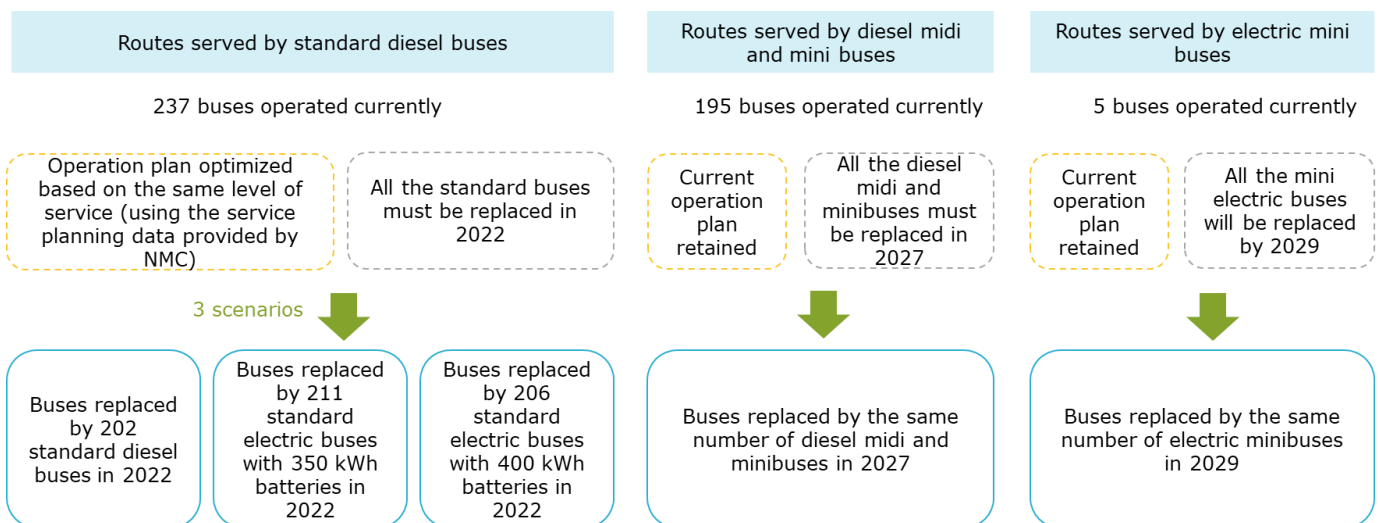 Routes served by standard diesel buses
Routes served by diesel midi
and mini buses
Routes served by electric mini
buses
237 buses operated currently
195 buses operated currently
5 buses operated currently
Operation plan optimized
based on the same level of
service (using the service
planning data provided by
NMC)
All the standard buses
must be replaced in
2022
Current
operation
plan
retained
All the diesel
midi and
minibuses must
be replaced in
2027
Current
operation
plan
retained
All the mini
electric buses
will be replaced
by 2029
3 scenarios
Buses replaced
by 202
standard diesel
buses in 2022
Buses replaced
by 211
standard
electric buses
with 350 kWh
batteries in
2022
Buses replaced
by 206
standard
electric buses
with 400 kWh
batteries in
2022
Buses replaced by the same
number of diesel midi and
minibuses in 2027
Buses replaced by the same
number of electric minibuses
in 2029